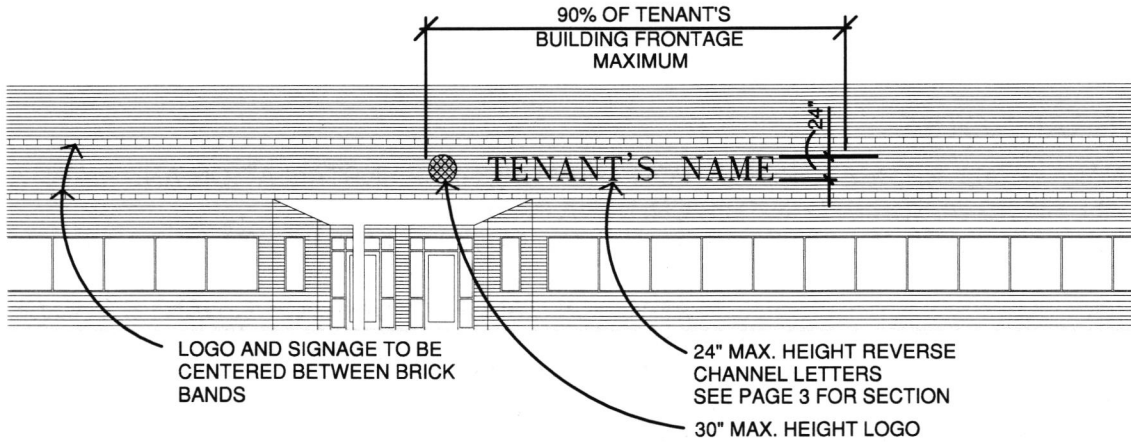 90% OF TENANT'S
BUILDING FRONTAGE
MAXIMUM
24"
TENANT'S NAME
LOGO AND SIGNAGE TO BE
CENTERED BETWEEN BRICK
BANDS
24" MAX. HEIGHT REVERSE
CHANNEL LETTERS
SEE PAGE 3 FOR SECTION
30" MAX. HEIGHT LOGO